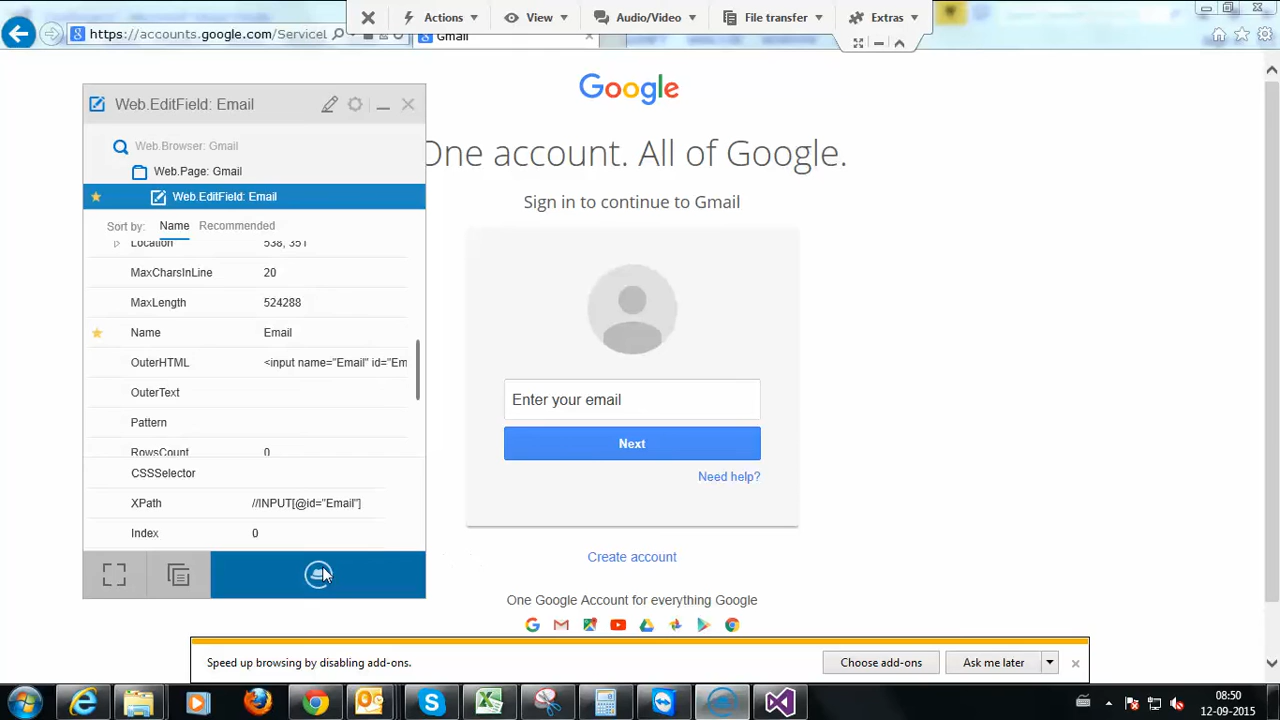 Actions
View
Audio/Video
File transfer
Extras
https://accounts.google.com/Servicel
Gmail
Web.EditField: Email
Web.Browser: Gmail
Web.Page: Gmail
Web.EditField: Email
Sort by: Name Recommended
Location 538, 351
MaxCharsInLine 20
MaxLength 524288
Name Email
OuterHTML <input name="Email" id="Em
OuterText
Pattern
RowsCount 0
CSSSelector
XPath //INPUT[@id="Email"]
Index 0
Google
One account. All of Google.
Sign in to continue to Gmail
Enter your email
Next
Need help?
Create account
One Google Account for everything Google
Speed up browsing by disabling add-ons.
Choose add-ons
Ask me later
08:50
12-09-2015